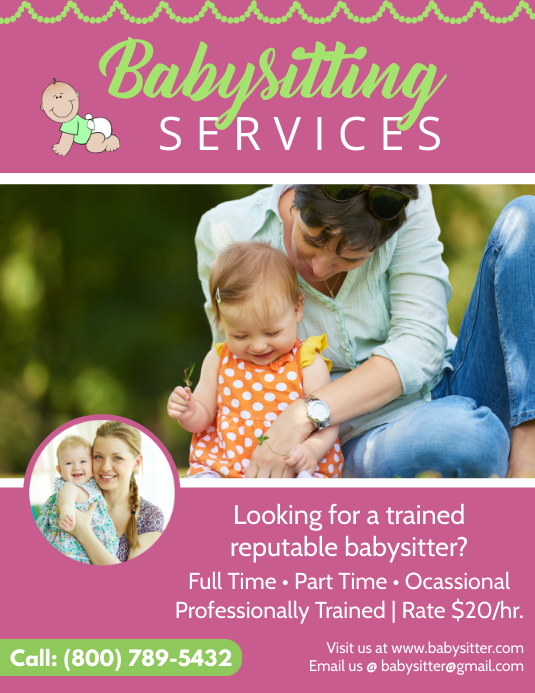 Babysitting
SERVICES
Looking for a trained
reputable babysitter?
Full Time • Part Time • Ocassional
Professionally Trained | Rate $20/hr.
Call: (800) 789-5432
Visit us at www.babysitter.com
Email us @ babysitter@gmail.com